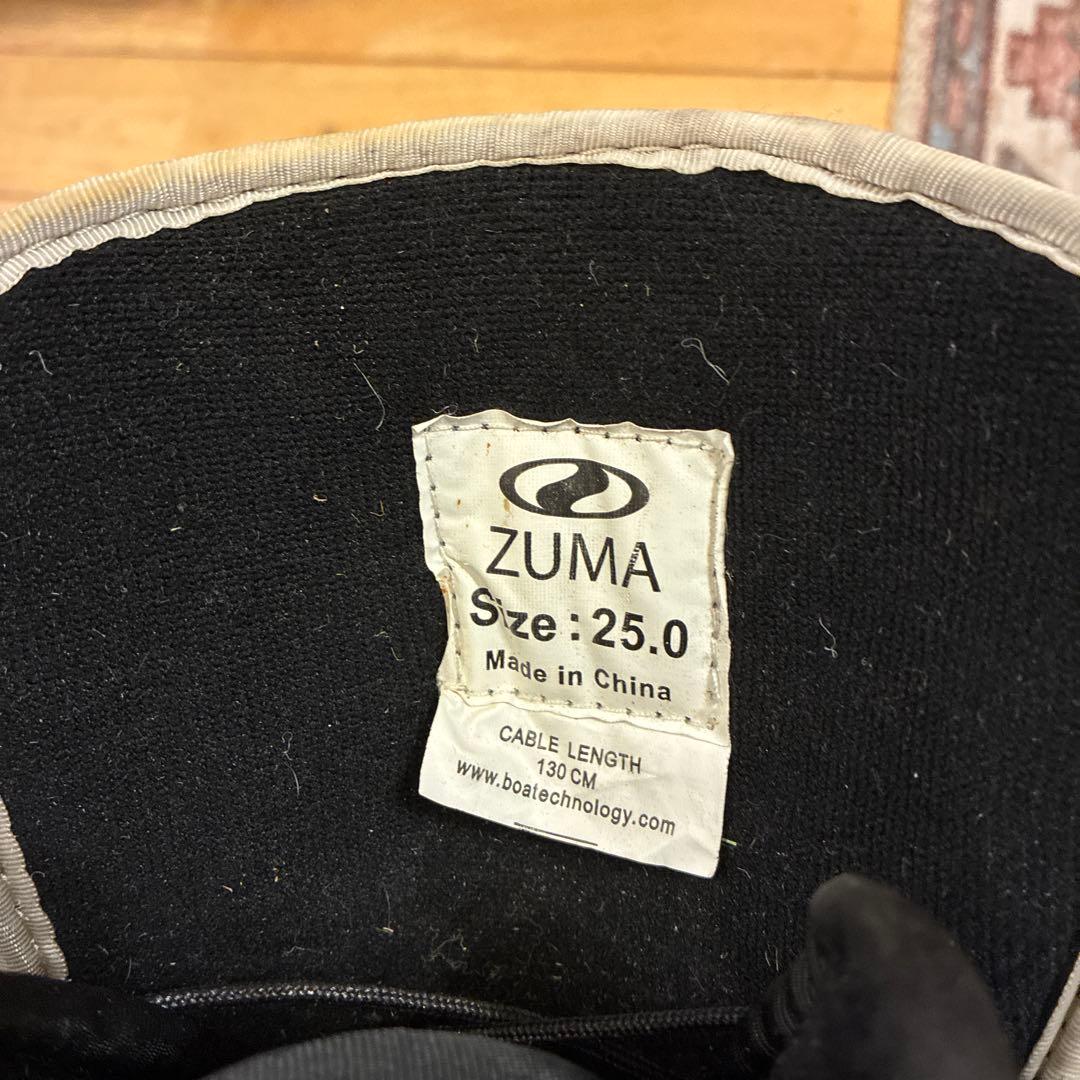 ZUMA
Size : 25.0
Made in China
CABLE LENGTH
130 CM
www.boatechnology.com